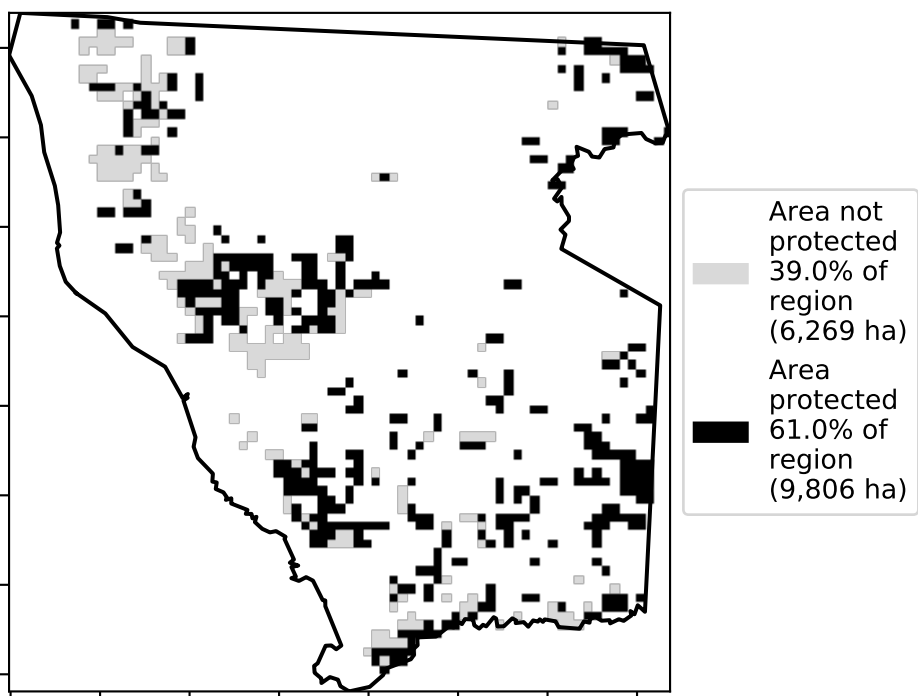 Area not
protected
39.0% of
region
(6,269 ha)
Area
protected
61.0% of
region
(9,806 ha)